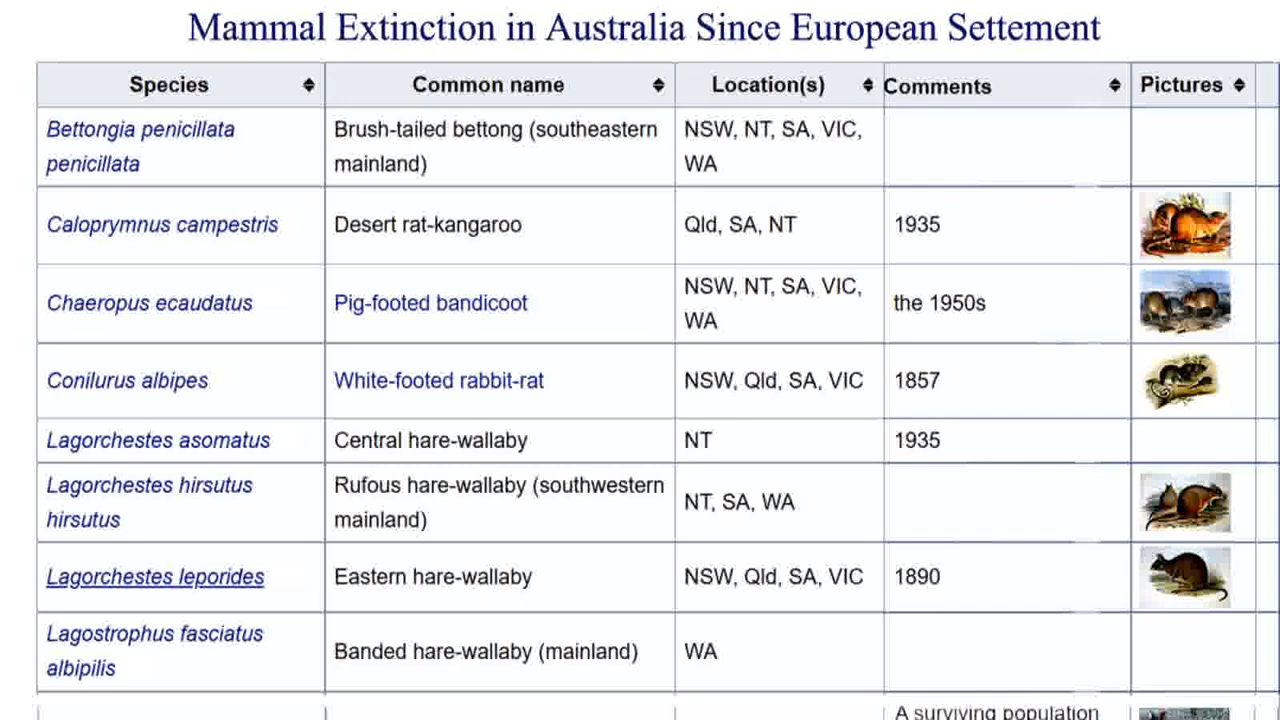 Mammal Extinction in Australia Since European Settement
Species Common name Location(s) Comments Pictures
Bettongia penicillata Brush-tailed bettong (southeastern NSW, NT, SA, VIC,
penicillata mainland) WA
Caloprymnus campestris Desert rat-kangaroo Qld, SA, NT 1935
Chaeropus ecaudatus Pig-footed bandicoot NSW, NT, SA, VIC, the 1950s
WA
Conilurus albipes White-footed rabbit-rat NSW, Qld, SA, VIC 1857
Lagorchestes asomatus Central hare-wallaby NT 1935
Lagorchestes hirsutus Rufous hare-wallaby (southwestern NT, SA, WA
hirsutus mainland)
Lagorchestes leporides Eastern hare-wallaby NSW, Qld, SA, VIC 1890
Lagostrophus fasciatus Banded hare-wallaby (mainland) WA
albipilis
A surviving population